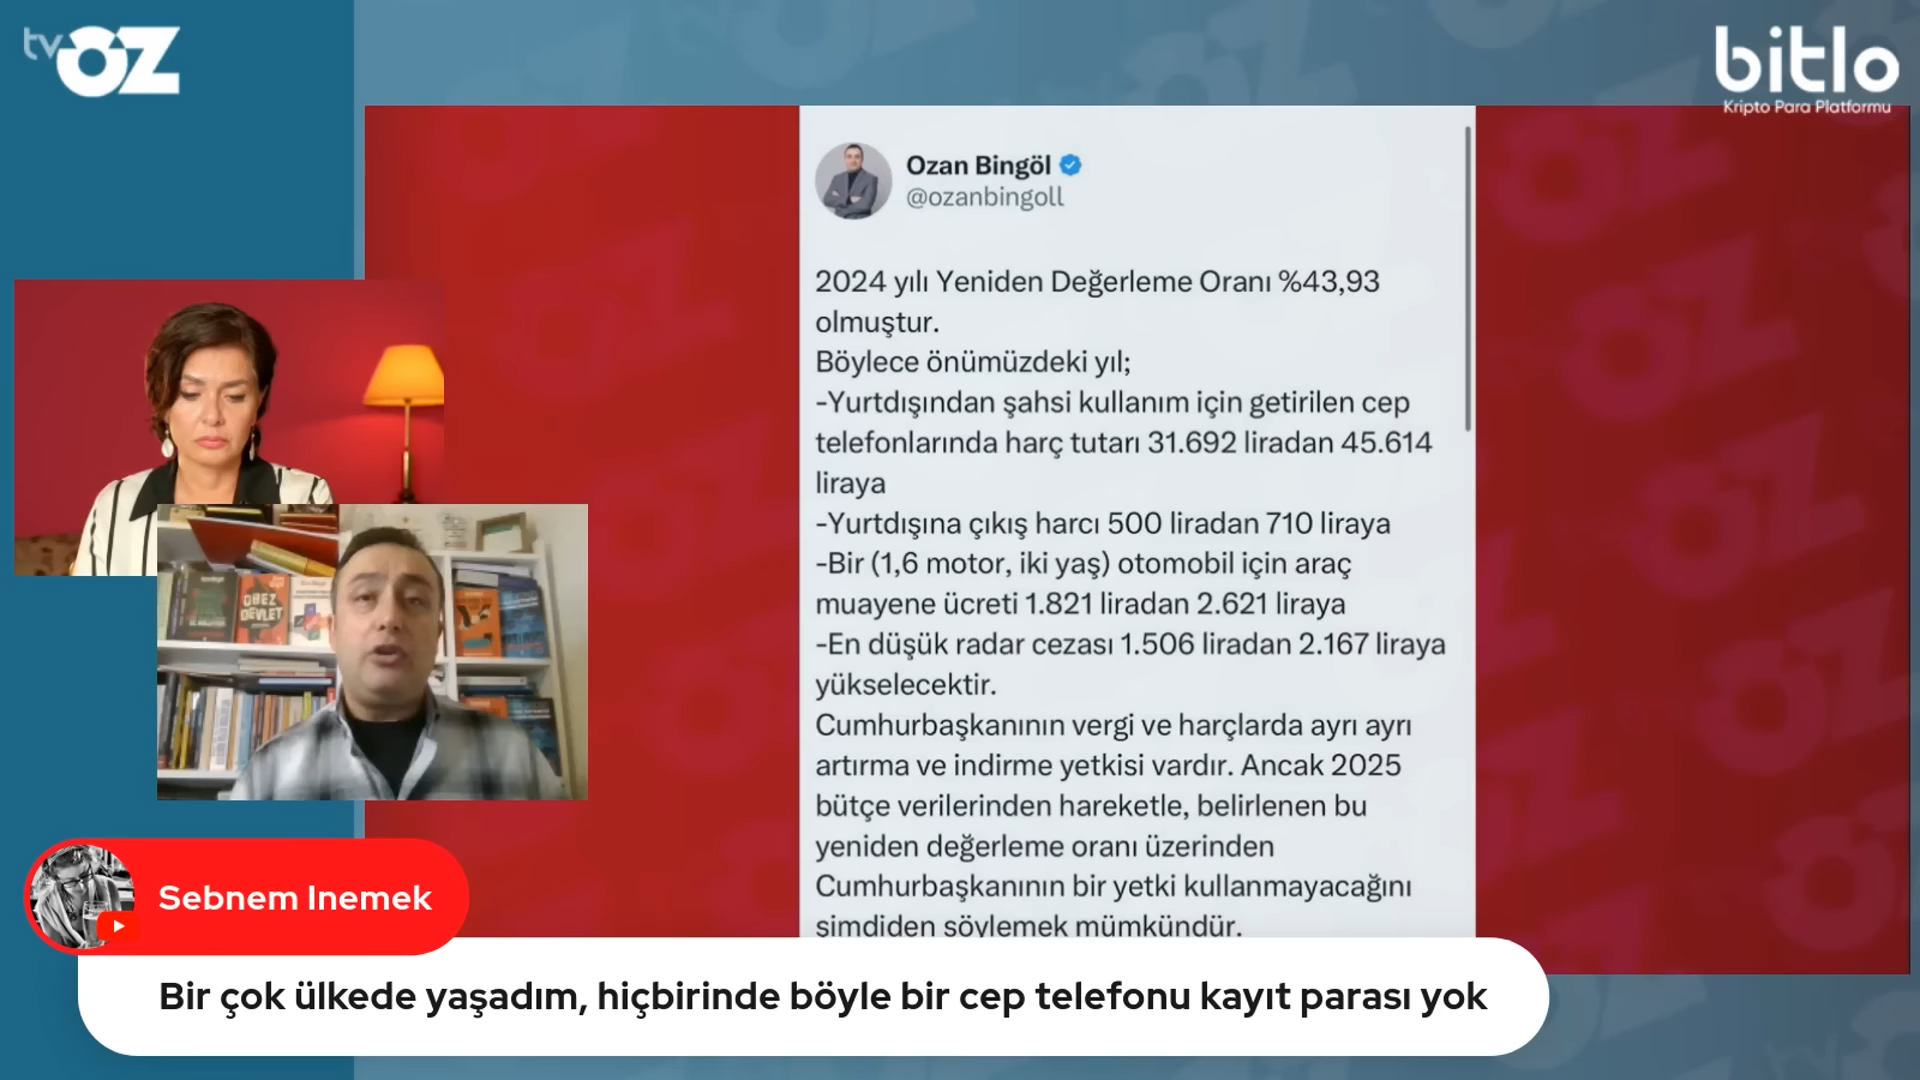 tv ÖZ
bitlo
Kripto Para Platformu
Ozan Bingöl
@ozanbingoll
2024 yılı Yeniden Değerleme Oranı %43,93
olmuştur.
Böylece önümüzdeki yıl;
-Yurtdışından şahsi kullanım için getirilen cep
telefonlarında harç tutarı 31.692 liradan 45.614
liraya
-Yurtdışına çıkış harcı 500 liradan 710 liraya
-Bir (1,6 motor, iki yaş) otomobil için araç
muayene ücreti 1.821 liradan 2.621 liraya
-En düşük radar cezası 1.506 liradan 2.167 liraya
yükselecektir.
Cumhurbaşkanının vergi ve harçlarda ayrı ayrı
artırma ve indirme yetkisi vardır. Ancak 2025
bütçe verilerinden hareketle, belirlenen bu
yeniden değerleme oranı üzerinden
Cumhurbaşkanının bir yetki kullanmayacağını
şimdiden söylemek mümkündür.
OBEZ
DEVLET
Sebnem Inemek
Bir çok ülkede yaşadım, hiçbirinde böyle bir cep telefonu kayıt parası yok